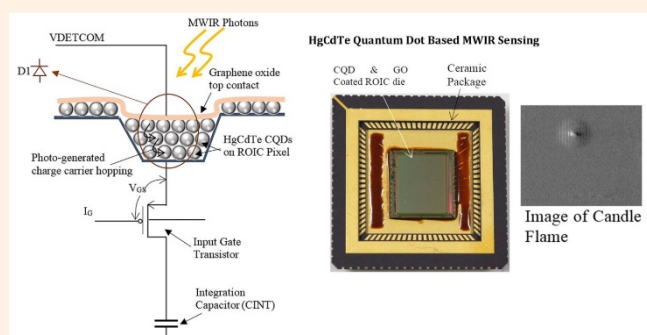 MWIR Photons
VDETCOM
D1
Graphene oxide
top contact
HgCdTe CQDs
on ROIC Pixel
Photo-generated
charge carrier hopping
VGS
IG
Input Gate
Transistor
Integration
Capacitor (CINT)
HgCdTe Quantum Dot Based MWIR Sensing
CQD & GO
Coated ROIC die
Ceramic
Package
Image of Candle
Flame